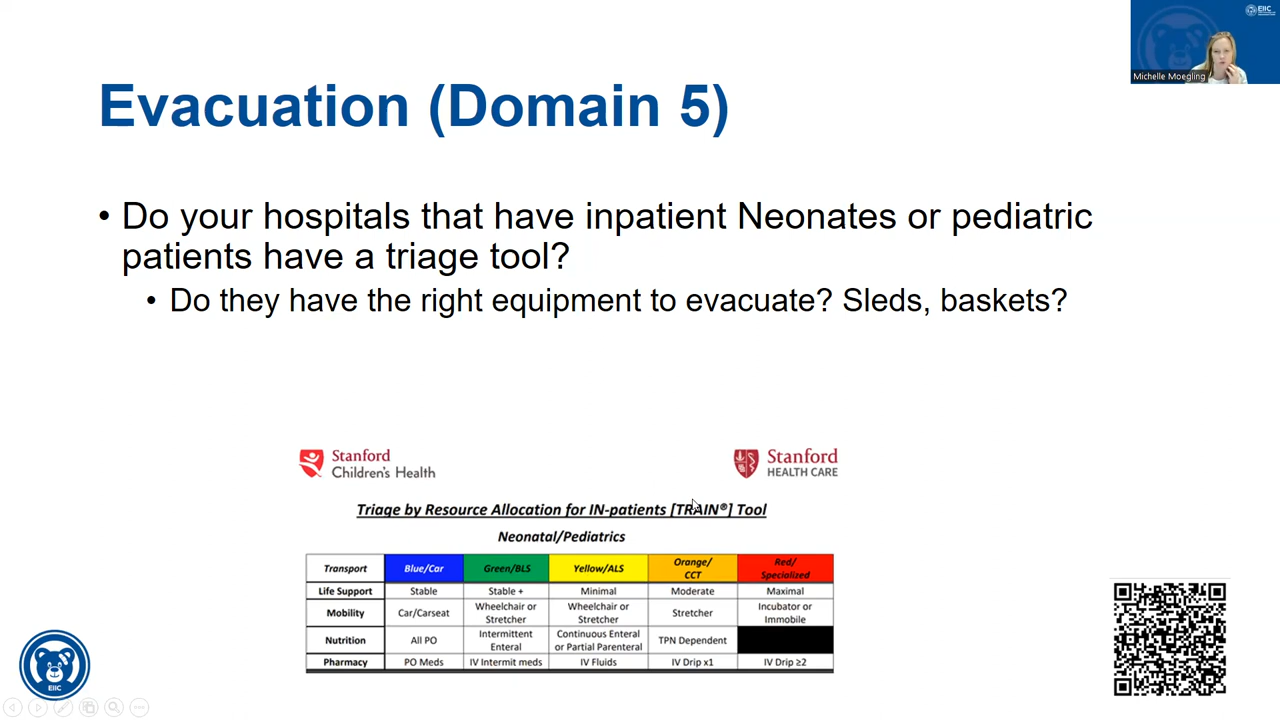 EIIC
Michelle Moegling
Evacuation (Domain 5)
• Do your hospitals that have inpatient Neonates or pediatric
patients have a triage tool?
• Do they have the right equipment to evacuate? Sleds, baskets?
Stanford
Children's Health
Stanford
HEALTH CARE
Triage by Resource Allocation for IN-patients [TRAIN®] Tool
Neonatal/Pediatrics
Transport Blue/Car Green/BLS Yellow/ALS Orange/ CCT Red/ Specialized
Life Support Stable Stable + Minimal Moderate Maximal
Mobility Car/Carseat Wheelchair or Stretcher Wheelchair or Stretcher Stretcher Incubator or Immobile
Nutrition All PO Intermittent Enteral Continuous Enteral or Partial Parenteral TPN Dependent
Pharmacy PO Meds IV Intermit meds IV Fluids IV Drip x1 IV Drip ≥2
EIIC